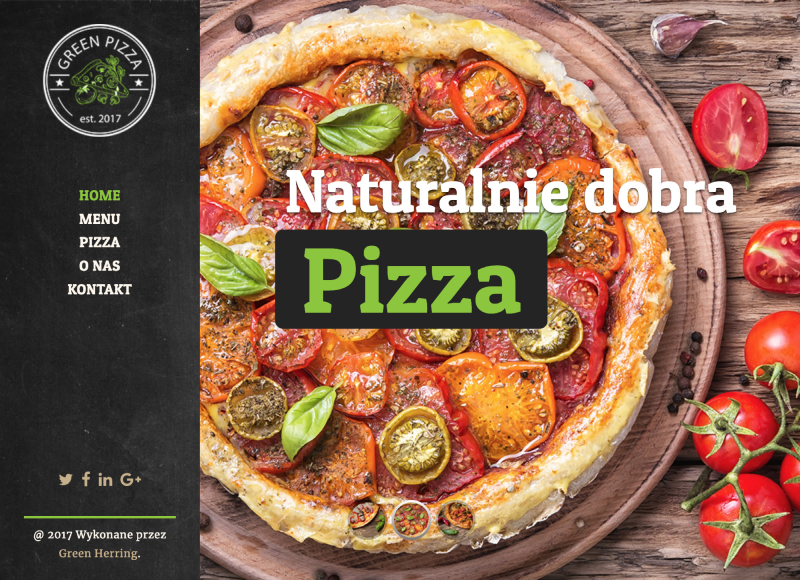 GREEN PIZZA
est. 2017
HOME
MENU
PIZZA
O NAS
KONTAKT
Naturalnie dobra
Pizza
@ 2017 Wykonane przez
Green Herring.